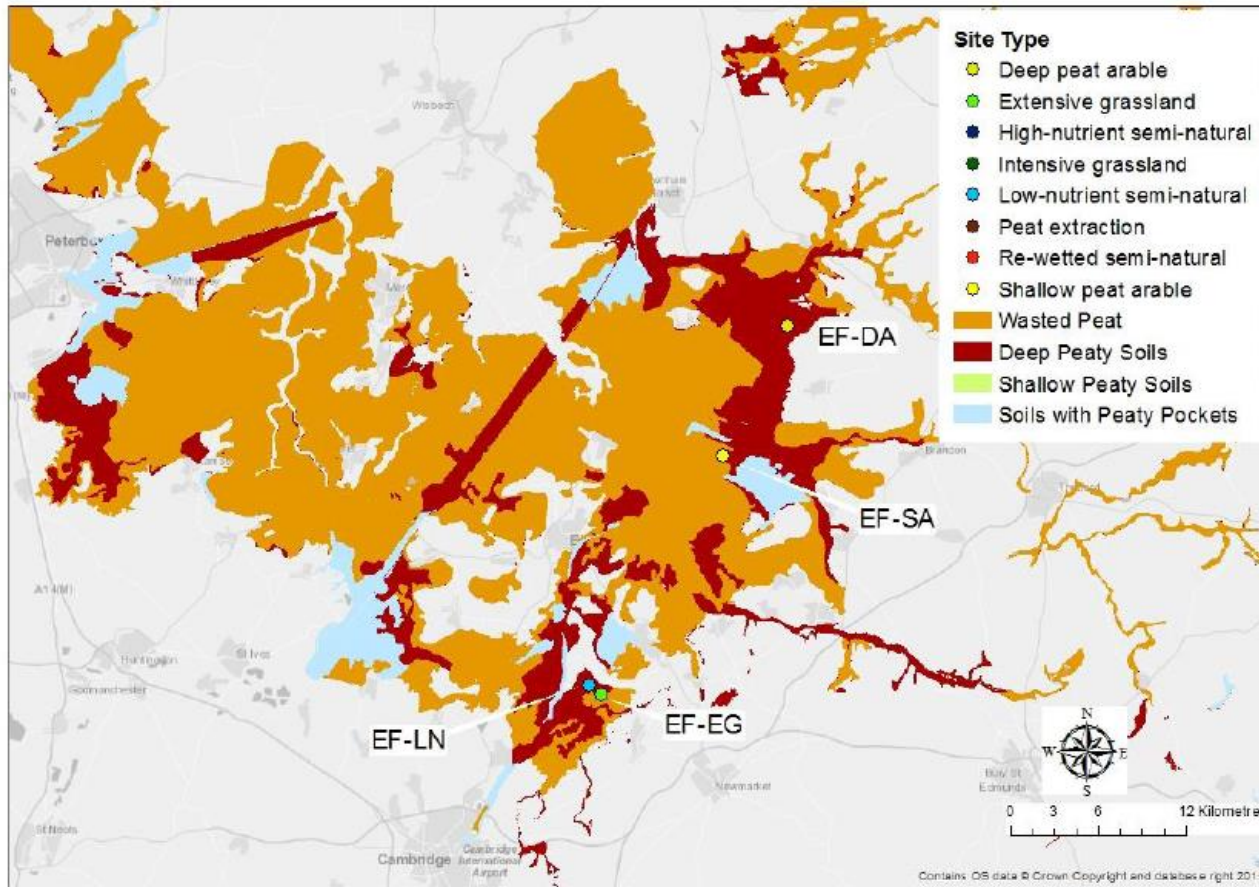 Site Type
Deep peat arable
Extensive grassland
High-nutrient semi-natural
Intensive grassland
Low-nutrient semi-natural
Peat extraction
Re-wetted semi-natural
Shallow peat arable
Wasted Peat
Deep Peaty Soils
Shallow Peaty Soils
Soils with Peaty Pockets
Wisbech
EF-DA
Brandon
EF-SA
A14(M)
Huntingdon
St Ives
Godmanchester
EF-LN
EF-EG
N
W
E
S
Newmarket
Bury St
Edmunds
0 3 6 12 Kilometre
St Neots
Cambridge
Cambridge
International
Airport
Contains OS data © Crown Copyright and database right 201